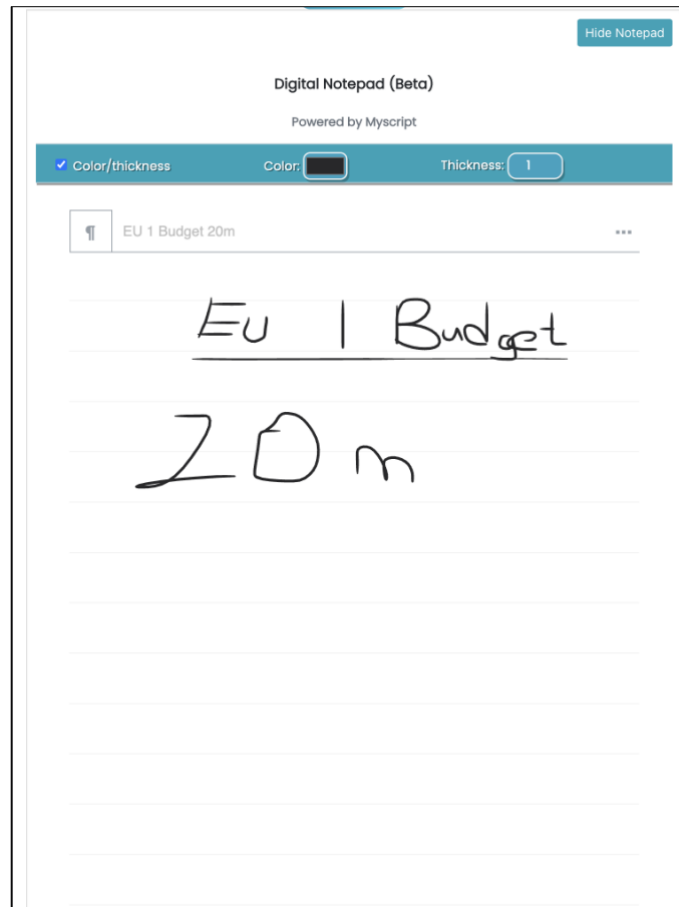 Hide Notepad
Digital Notepad (Beta)
Powered by Myscript
Color/thickness Color: Thickness: 1
¶ EU 1 Budget 20m ...
Eu 1 Budget
20m